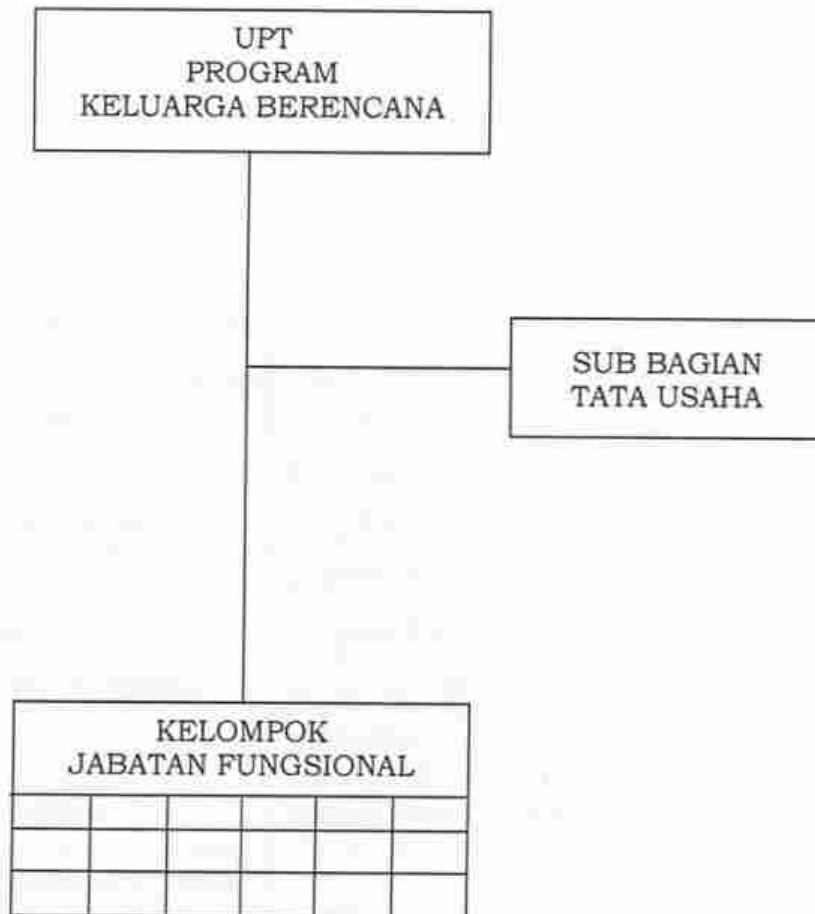 UPT
PROGRAM
KELUARGA BERENCANA
SUB BAGIAN
TATA USAHA
KELOMPOK
JABATAN FUNGSIONAL